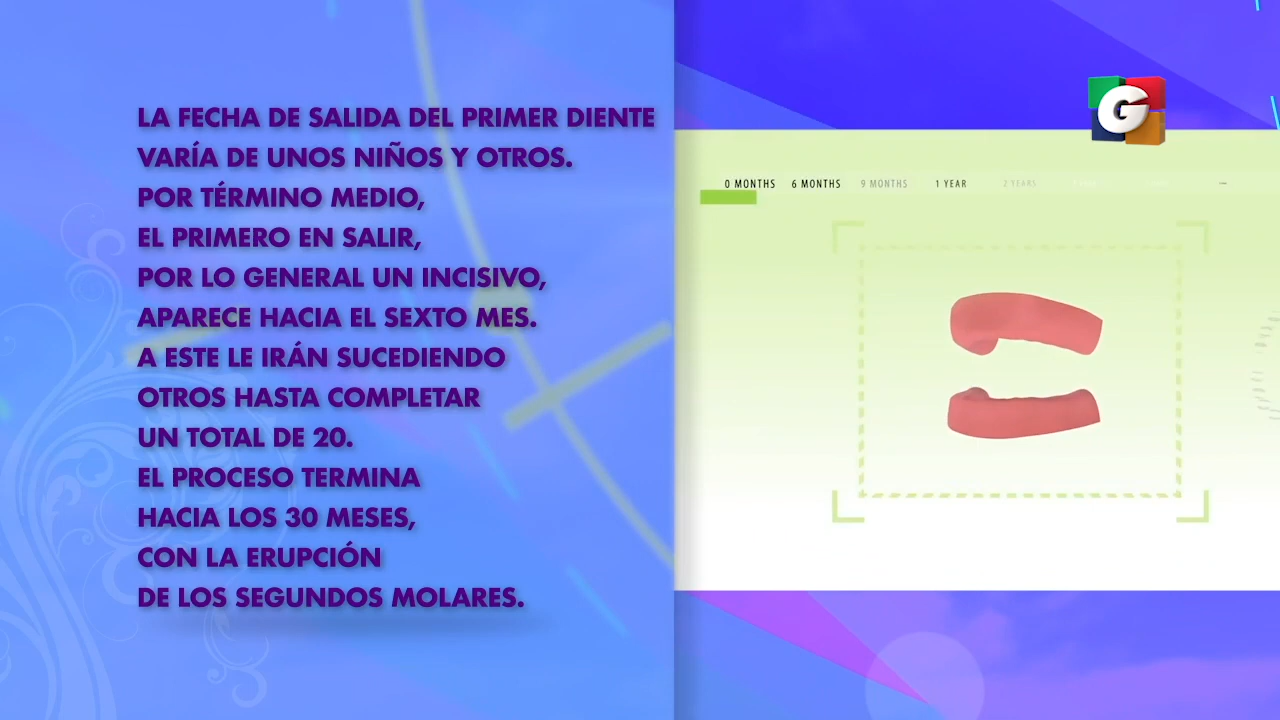 LA FECHA DE SALIDA DEL PRIMER DIENTE
VARÍA DE UNOS NIÑOS Y OTROS.
POR TÉRMINO MEDIO,
EL PRIMERO EN SALIR,
POR LO GENERAL UN INCISIVO,
APARECE HACIA EL SEXTO MES.
A ESTE LE IRÁN SUCEDIENDO
OTROS HASTA COMPLETAR
UN TOTAL DE 20.
EL PROCESO TERMINA
HACIA LOS 30 MESES,
CON LA ERUPCIÓN
DE LOS SEGUNDOS MOLARES.
G
0 MONTHS 6 MONTHS 9 MONTHS 1 YEAR 2 YEARS